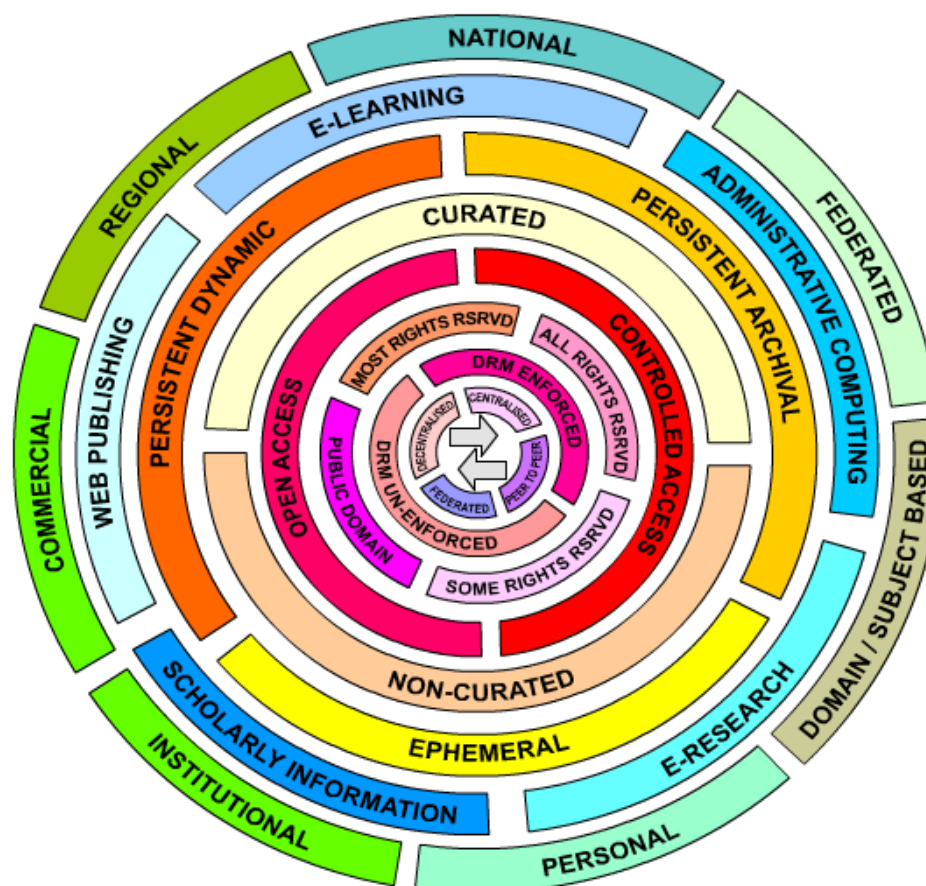 NATIONAL
FEDERATED
DOMAIN / SUBJECT BASED
PERSONAL
INSTITUTIONAL
COMMERCIAL
REGIONAL
E-LEARNING
ADMINISTRATIVE COMPUTING
E-RESEARCH
SCHOLARLY INFORMATION
WEB PUBLISHING
PERSISTENT ARCHIVAL
EPHEMERAL
PERSISTENT DYNAMIC
CURATED
NON-CURATED
CONTROLLED ACCESS
OPEN ACCESS
MOST RIGHTS RSRVD
ALL RIGHTS RSRVD
SOME RIGHTS RSRVD
PUBLIC DOMAIN
DRM ENFORCED
DRM UN-ENFORCED
CENTRALISED
PEER TO PEER
FEDERATED
DECENTRALISED